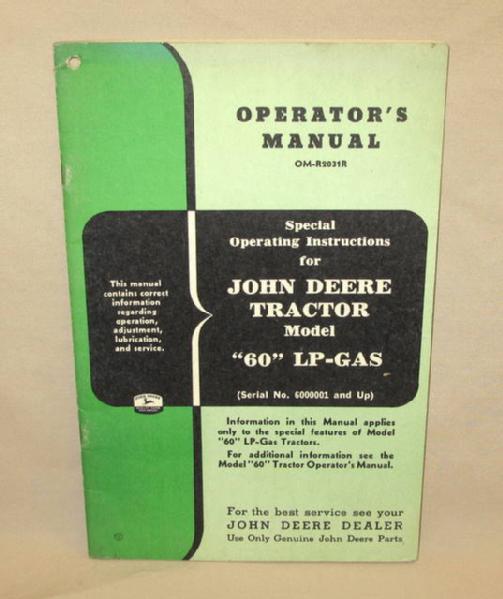 OPERATOR'S
MANUAL
OM-R2031R
Special
Operating Instructions
for
JOHN DEERE
TRACTOR
Model
"60" LP-GAS
(Serial No. 6000001 and Up)
This manual
contains correct
information
regarding
operation,
adjustment,
lubrication,
and service.
JOHN DEERE
Information in this Manual applies
only to the special features of Model
"60" LP-Gas Tractors.
For additional information see the
Model "60" Tractor Operator's Manual.
For the best service see your
JOHN DEERE DEALER
Use Only Genuine John Deere Parts